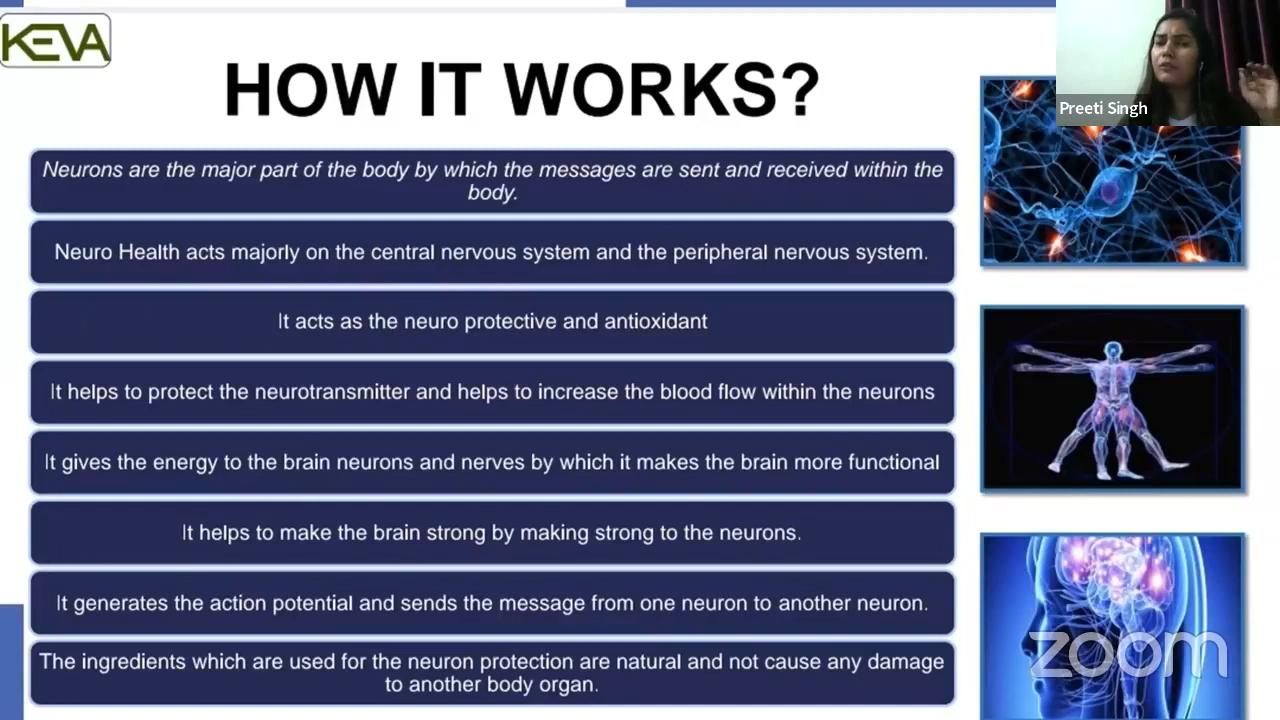 KEVA
HOW IT WORKS?
Preeti Singh
Neurons are the major part of the body by which the messages are sent and received within the
body.
Neuro Health acts majorly on the central nervous system and the peripheral nervous system.
It acts as the neuro protective and antioxidant
It helps to protect the neurotransmitter and helps to increase the blood flow within the neurons
It gives the energy to the brain neurons and nerves by which it makes the brain more functional
It helps to make the brain strong by making strong to the neurons.
It generates the action potential and sends the message from one neuron to another neuron.
The ingredients which are used for the neuron protection are natural and not cause any damage
to another body organ.
zoom